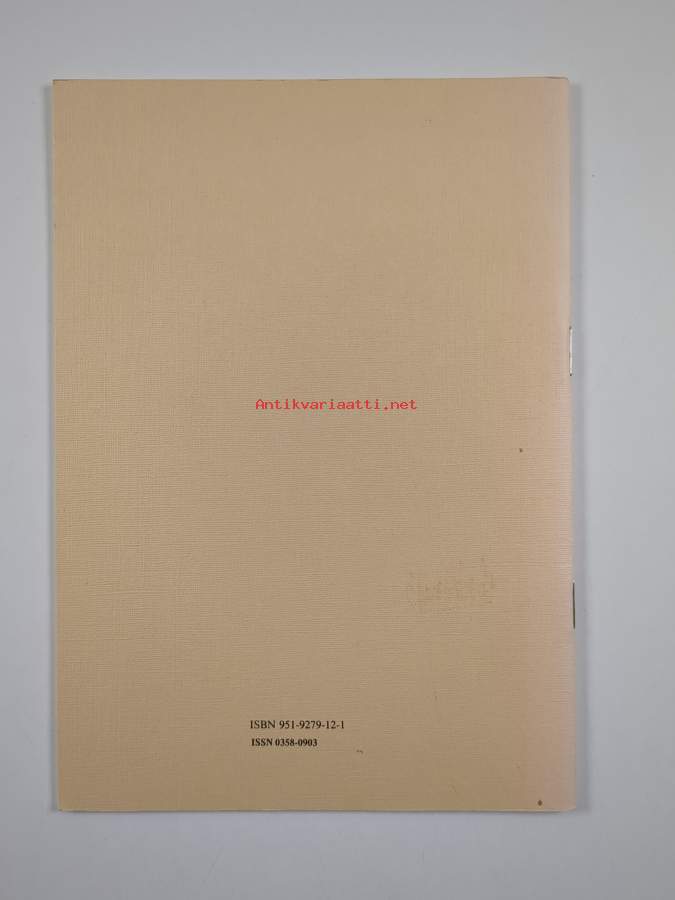 Antikvariaatti.net
ISBN 951-9279-12-1
ISSN 0358-0903